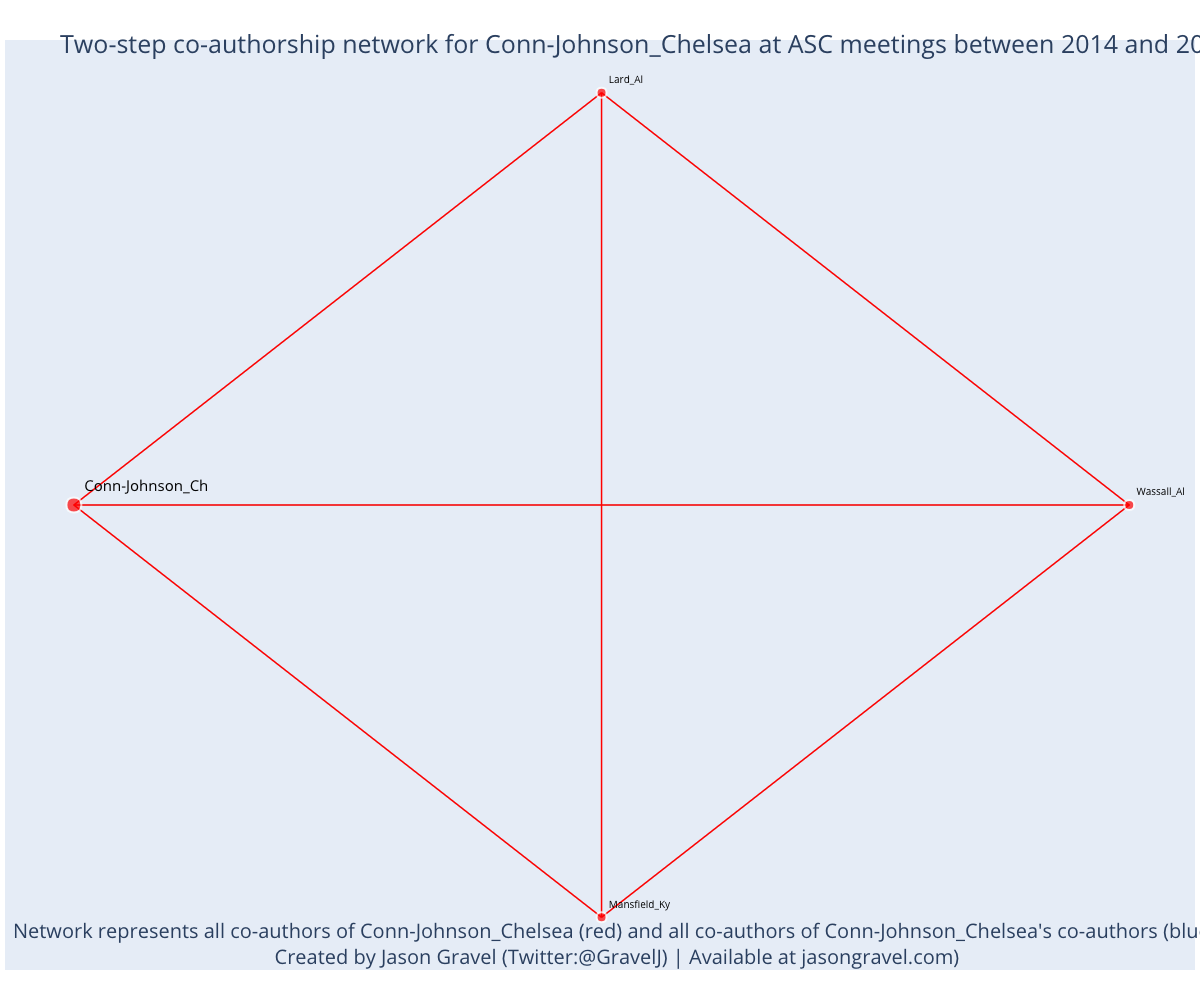 Two-step co-authorship network for Conn-Johnson_Chelsea at ASC meetings between 2014 and 20
Lard_Al
Conn-Johnson_Ch
Wassall_Al
Mansfield_Ky
Network represents all co-authors of Conn-Johnson_Chelsea (red) and all co-authors of Conn-Johnson_Chelsea's co-authors (blu
Created by Jason Gravel (Twitter:@GravelJ) | Available at jasongravel.com)